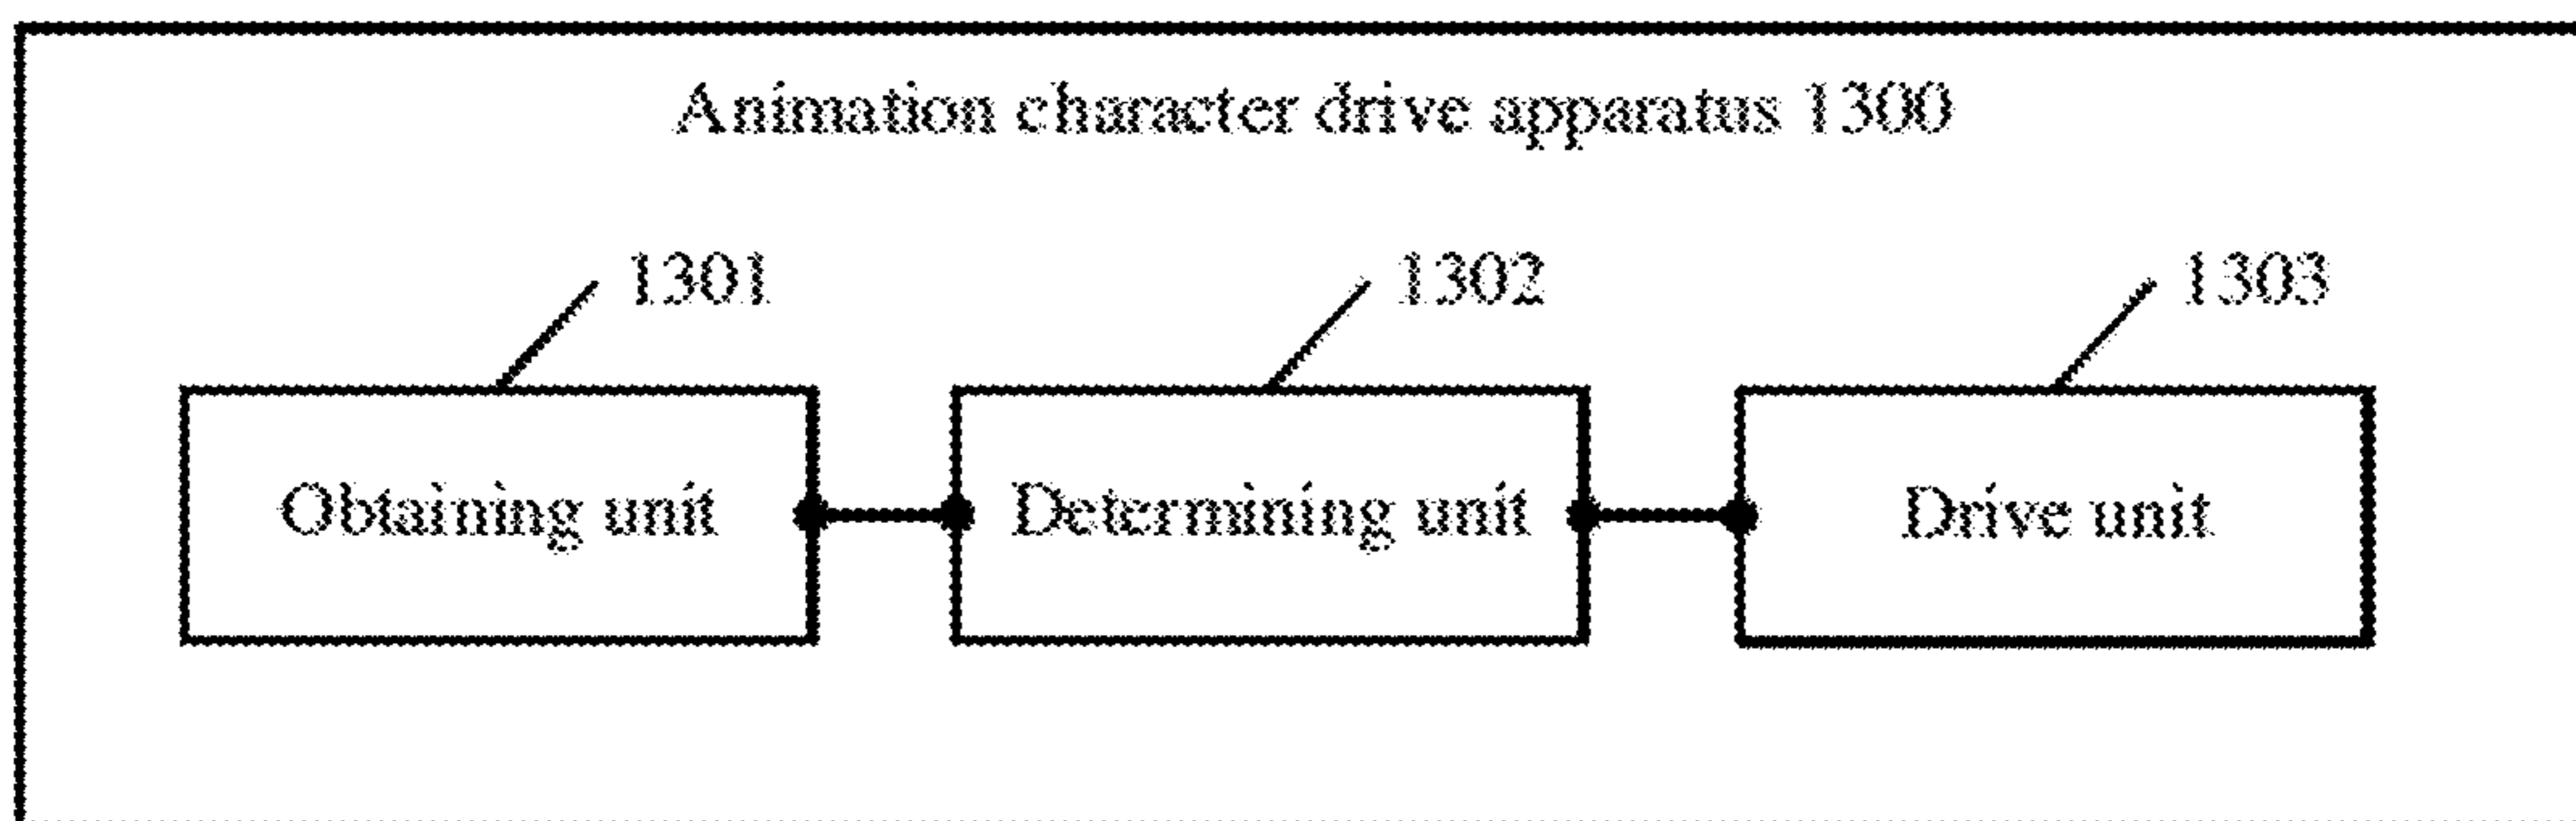 Animation character drive apparatus 1300
1301
1302
1303
Obtaining unit
Determining unit
Drive unit